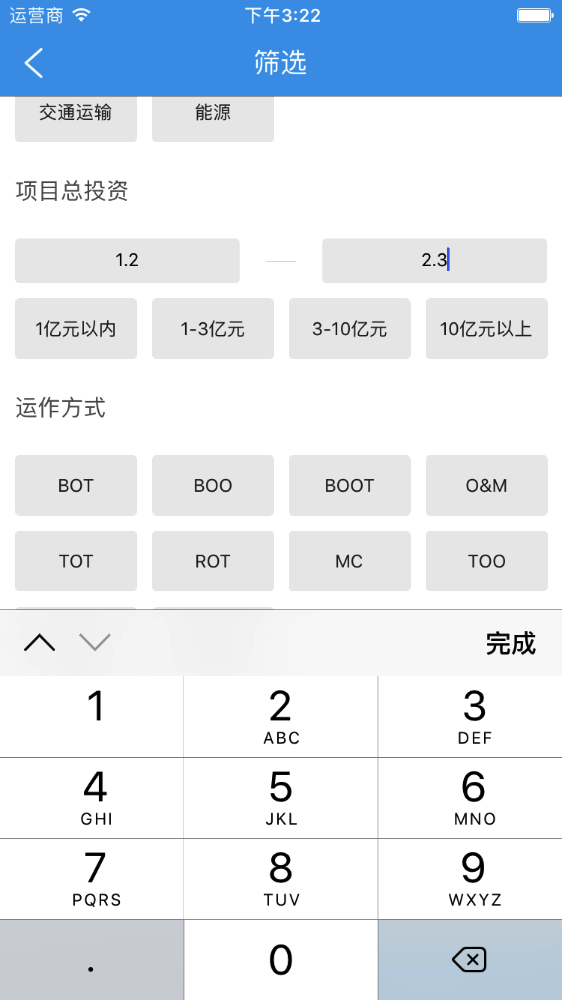 运营商 下午3:22
筛选
交通运输 能源
项目总投资
1.2 — 2.3
1亿元以内 1-3亿元 3-10亿元 10亿元以上
运作方式
BOT BOO BOOT O&M
TOT ROT MC TOO
完成
1 2 3
ABC DEF
4 5 6
GHI JKL MNO
7 8 9
PQRS TUV WXYZ
. 0